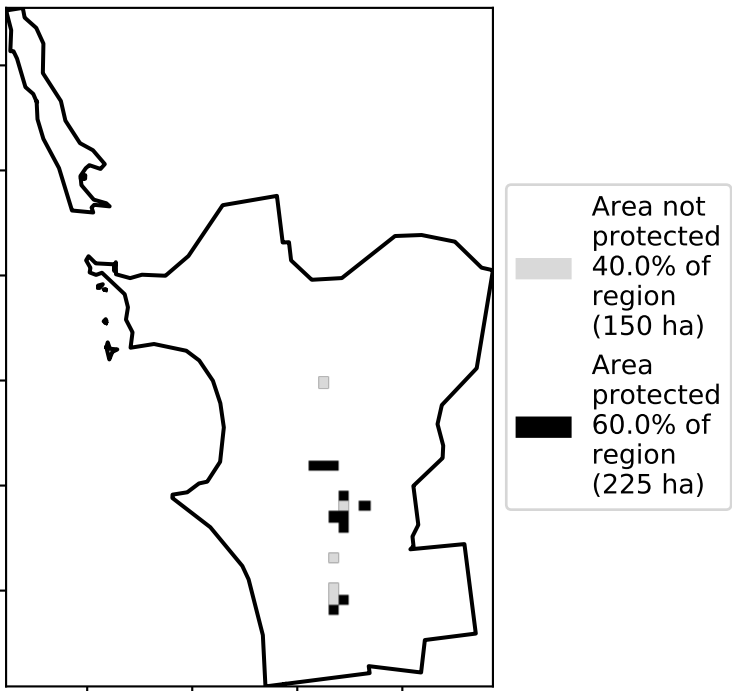 Area not
protected
40.0% of
region
(150 ha)
Area
protected
60.0% of
region
(225 ha)